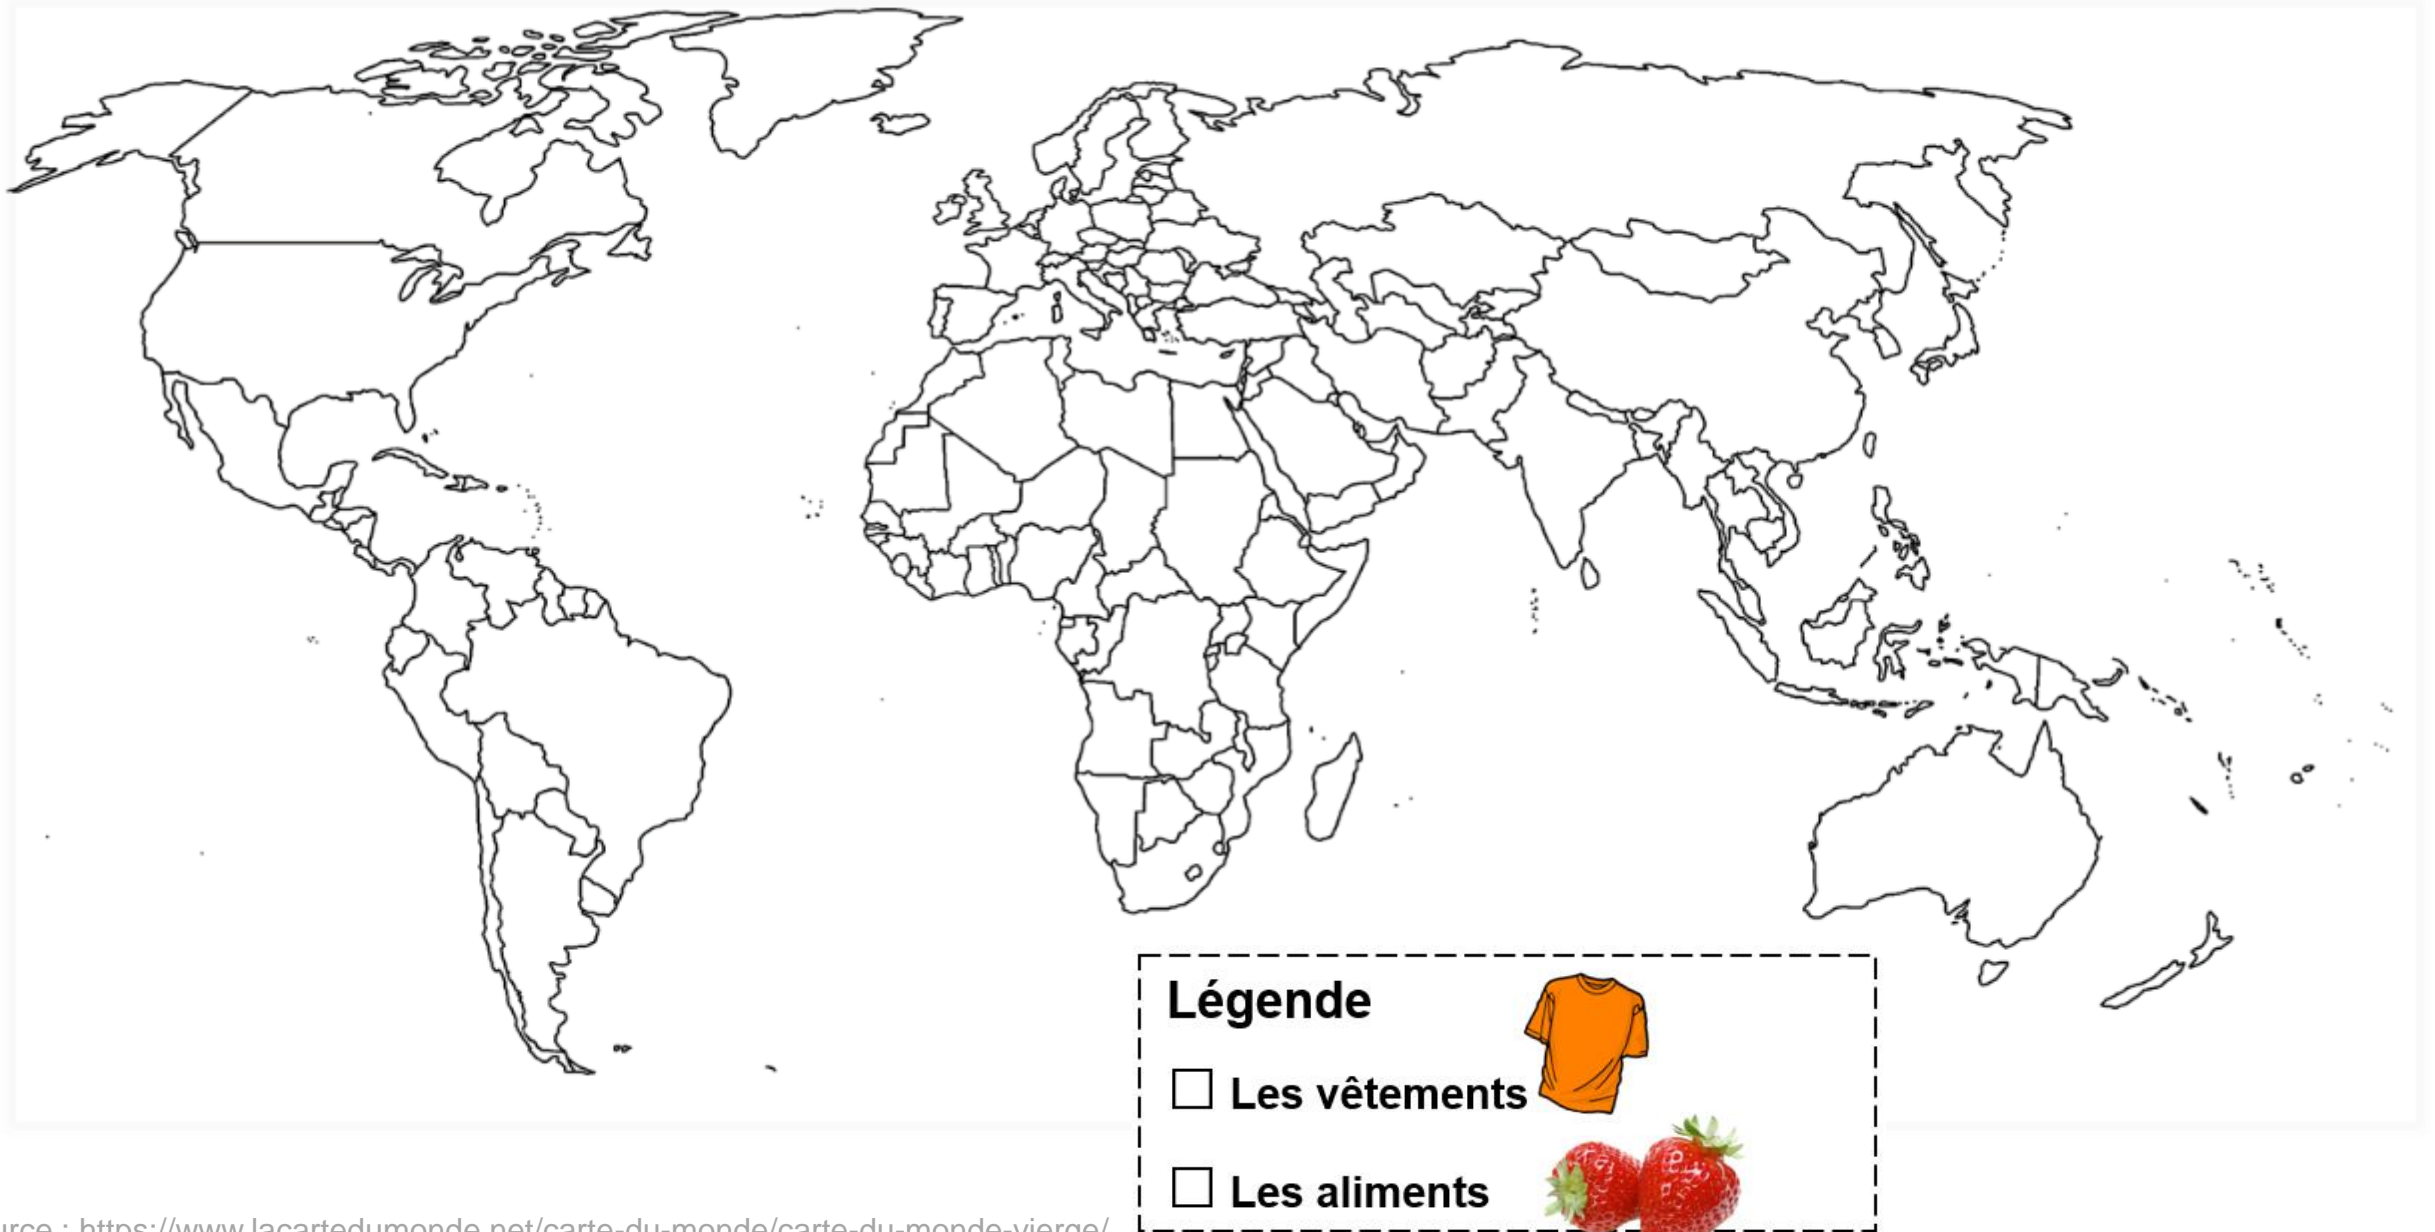 Légende
Les vêtements
Les aliments
urce : https://www.lacartedumonde.net/carte-du-monde/carte-du-monde-vierge/